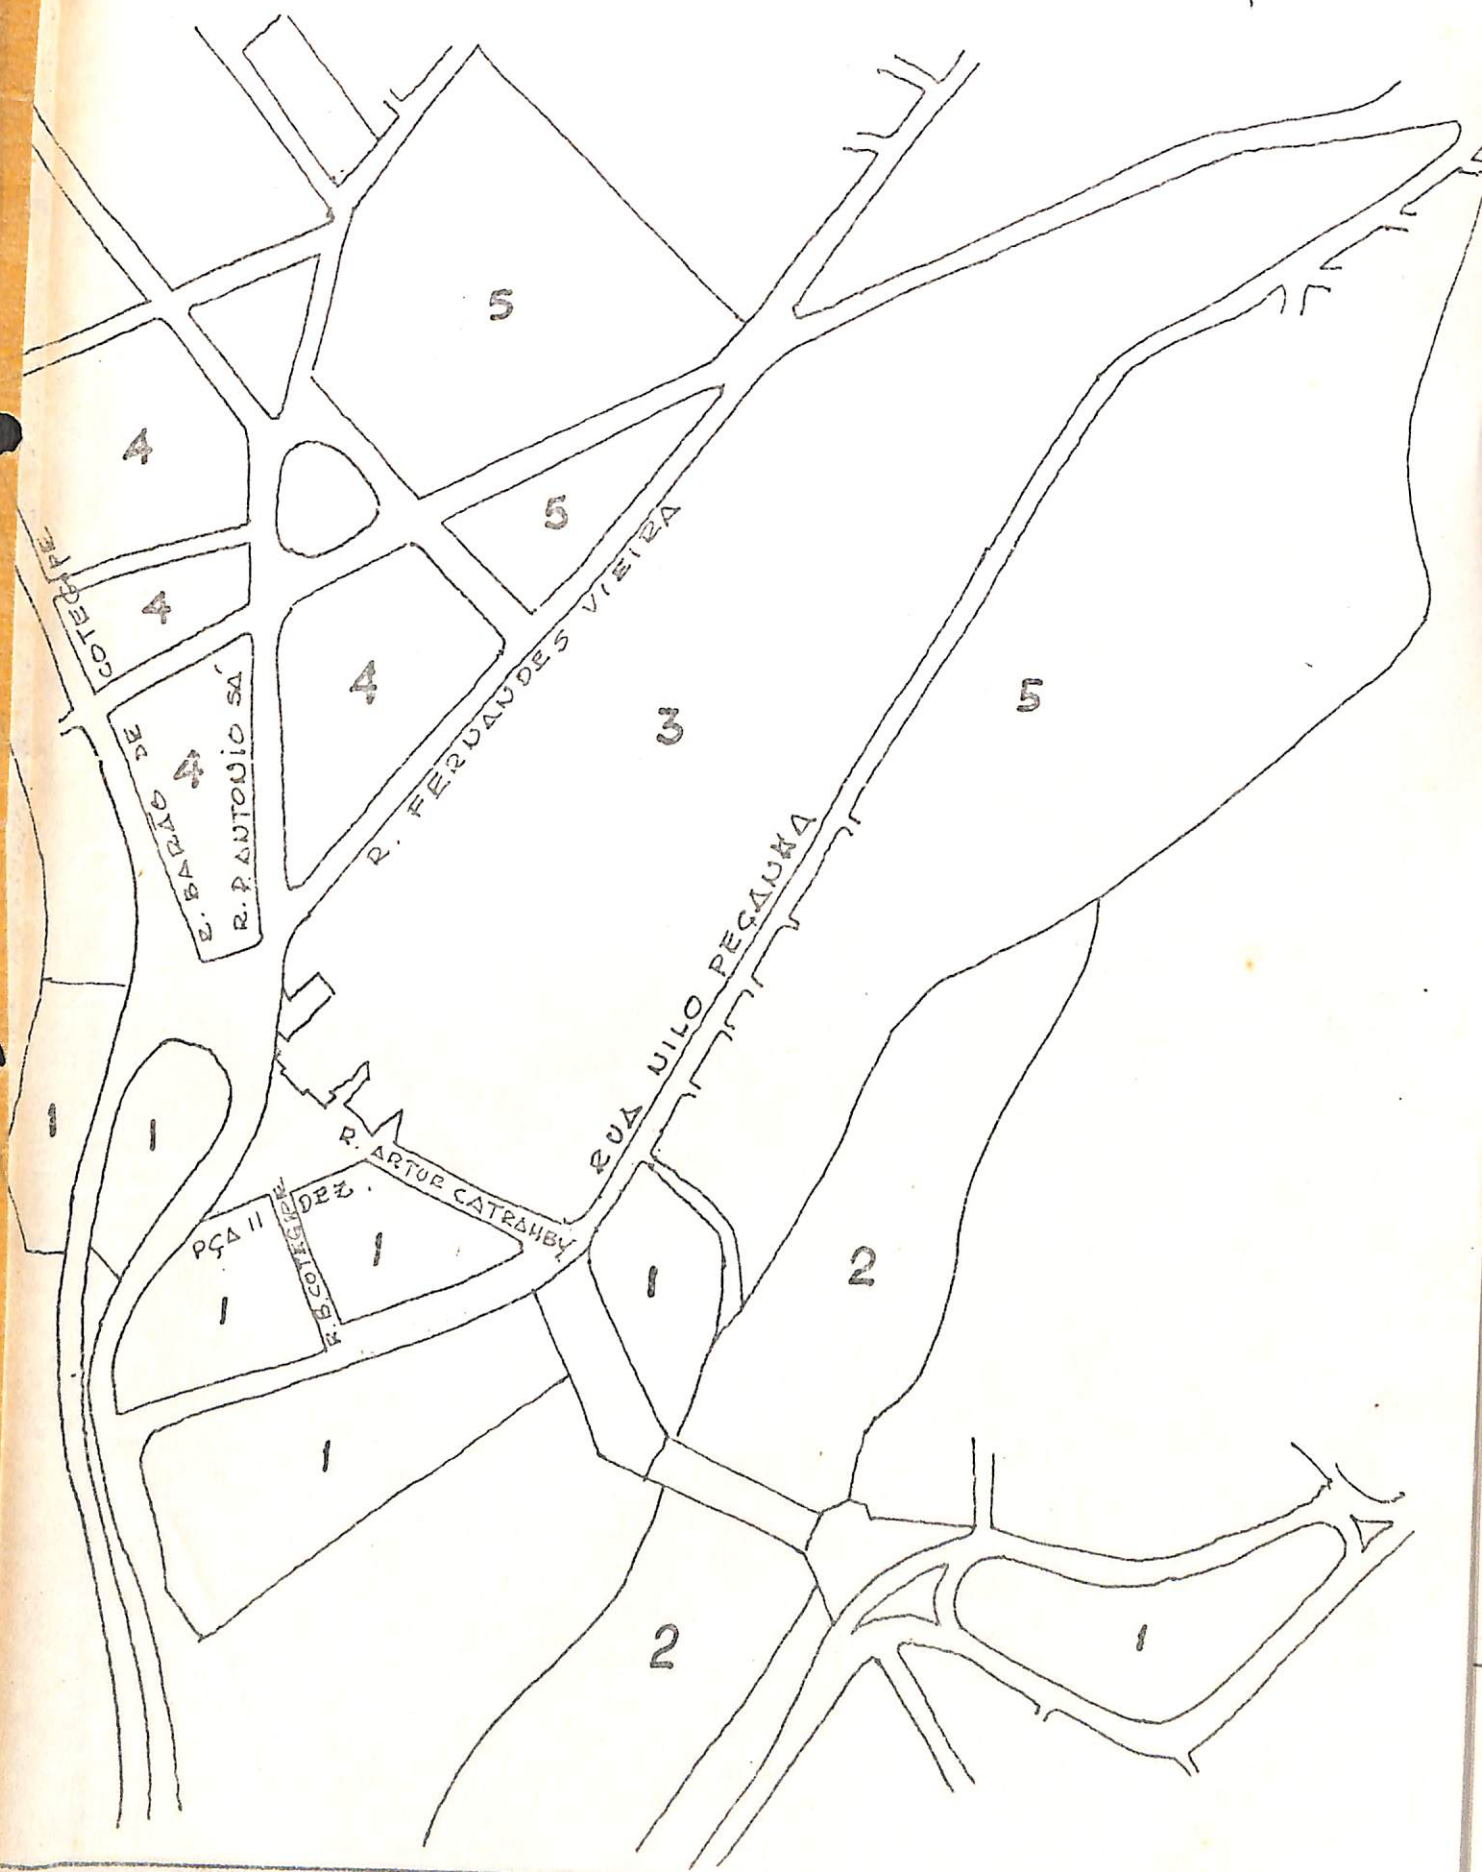 5
4
5
COTEGIPE
4
R. FERNANDES VIEIRA
4
3
5
R. BARÃO DE
4
R. P. ANTONIO SÁ
RUA NILO PEÇANHA
1
1
R. ARTUR CATRAMBY
PÇA 11 DEZ.
R. B. COTEGIPE
1
1
1
2
1
2
1